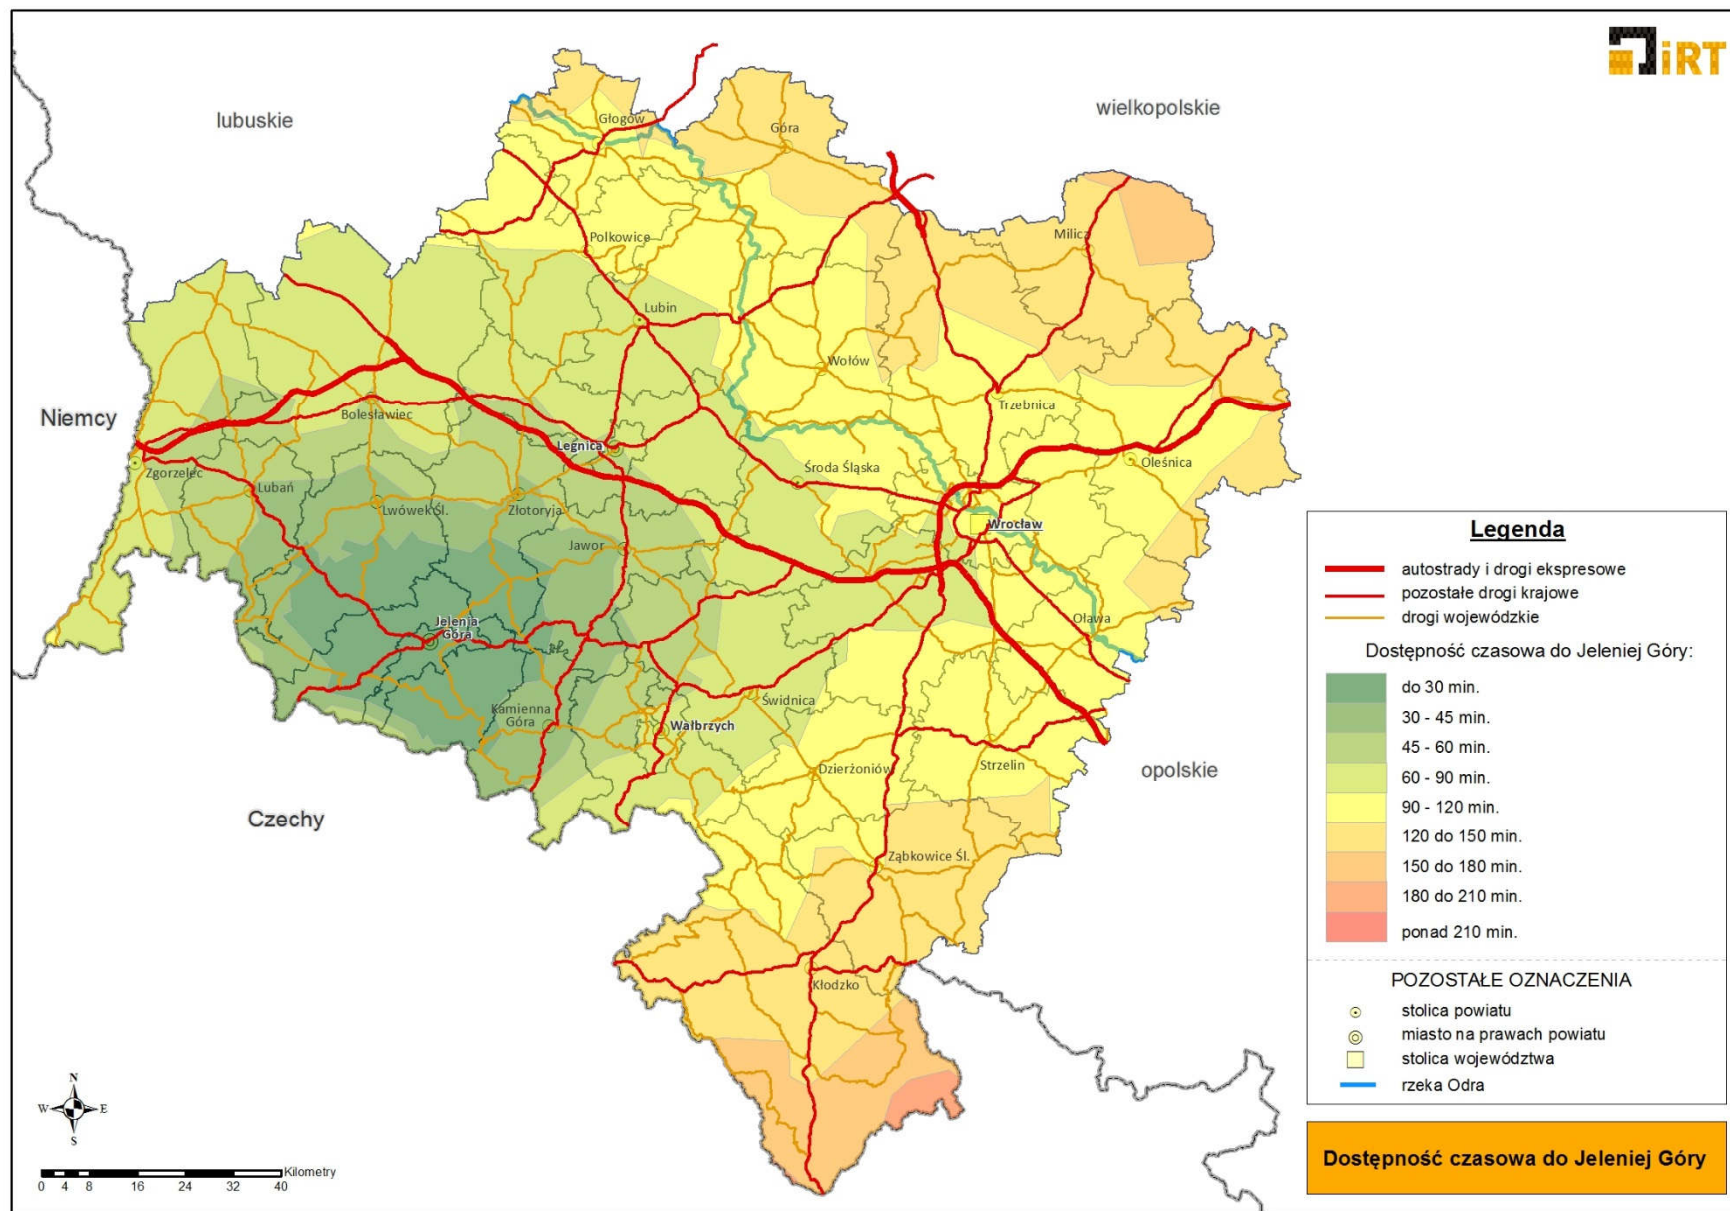 iRT
lubuskie
wielkopolskie
Głogów
Góra
Polkowice
Milicz
Lubin
Wołów
Niemcy
Bolesławiec
Trzebnica
Legnica
Zgorzelec
Środa Śląska
Oleśnica
Lubań
Lwówek Śl.
Złotoryja
Wrocław
Jawor
Jelenia
Góra
Oława
Kamienna
Góra
Świdnica
Wałbrzych
Dzierżoniów
Strzelin
opolskie
Czechy
Ząbkowice Śl.
Kłodzko
N
W
E
S
Kilometry
0 4 8 16 24 32 40
Legenda
autostrady i drogi ekspresowe
pozostałe drogi krajowe
drogi wojewódzkie
Dostępność czasowa do Jeleniej Góry:
do 30 min.
30 - 45 min.
45 - 60 min.
60 - 90 min.
90 - 120 min.
120 do 150 min.
150 do 180 min.
180 do 210 min.
ponad 210 min.
POZOSTAŁE OZNACZENIA
stolica powiatu
miasto na prawach powiatu
stolica województwa
rzeka Odra
Dostępność czasowa do Jeleniej Góry